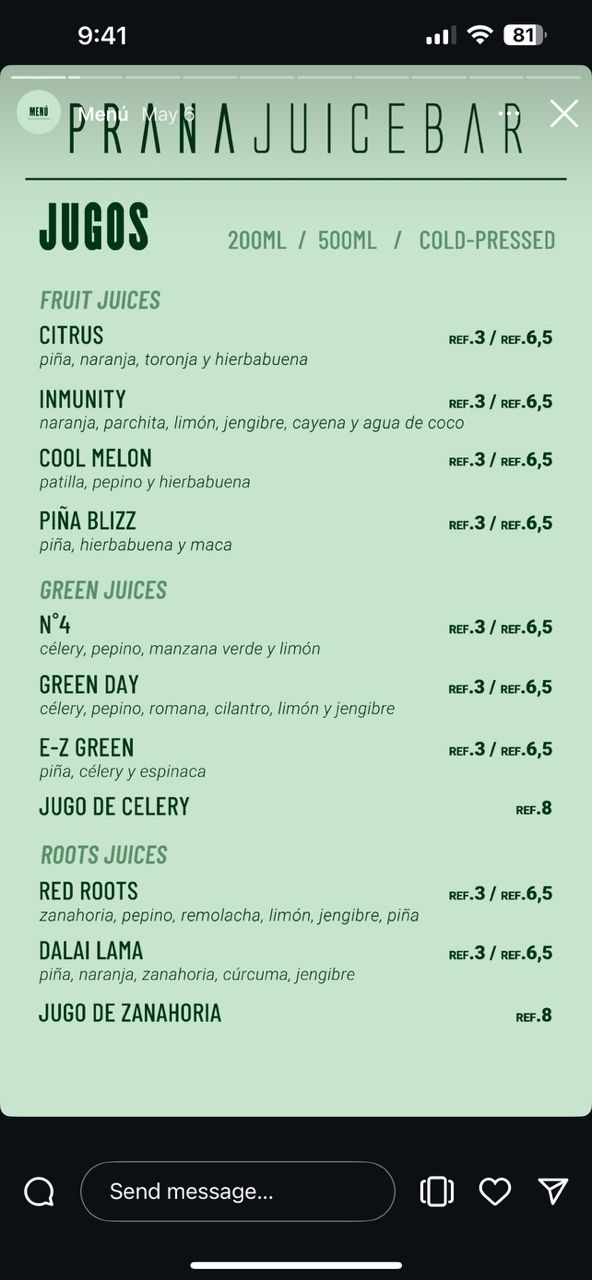 9:41
81
MENÚ
Menú May 6
PRANAJUICEBAR
JUGOS
200ML / 500ML / COLD-PRESSED
FRUIT JUICES
CITRUS REF.3 / REF.6,5
piña, naranja, toronja y hierbabuena
INMUNITY REF.3 / REF.6,5
naranja, parchita, limón, jengibre, cayena y agua de coco
COOL MELON REF.3 / REF.6,5
patilla, pepino y hierbabuena
PIÑA BLIZZ REF.3 / REF.6,5
piña, hierbabuena y maca
GREEN JUICES
N°4 REF.3 / REF.6,5
célery, pepino, manzana verde y limón
GREEN DAY REF.3 / REF.6,5
célery, pepino, romana, cilantro, limón y jengibre
E-Z GREEN REF.3 / REF.6,5
piña, célery y espinaca
JUGO DE CELERY REF.8
ROOTS JUICES
RED ROOTS REF.3 / REF.6,5
zanahoria, pepino, remolacha, limón, jengibre, piña
DALAI LAMA REF.3 / REF.6,5
piña, naranja, zanahoria, cúrcuma, jengibre
JUGO DE ZANAHORIA REF.8
Send message...